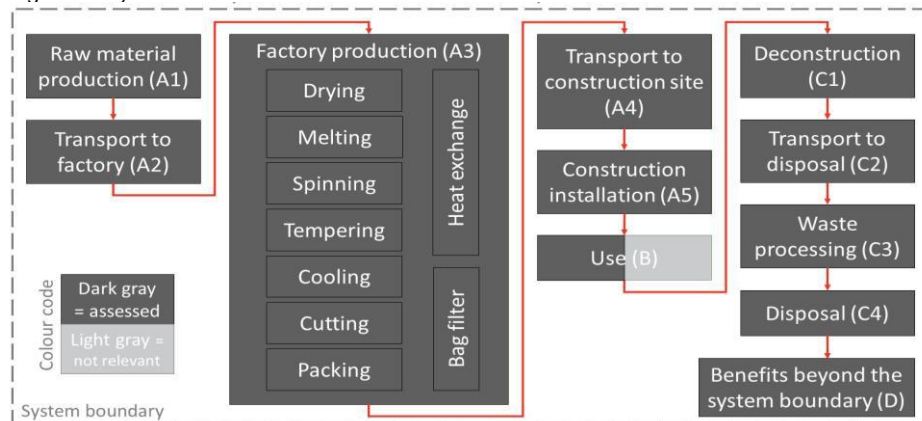 Raw material
production (A1)
Transport to
factory (A2)
Factory production (A3)
Drying
Melting
Spinning
Tempering
Cooling
Cutting
Packing
Heat exchange
Bag filter
Transport to
construction site
(A4)
Construction
installation (A5)
Use (B)
Deconstruction
(C1)
Transport to
disposal (C2)
Waste
processing (C3)
Disposal (C4)
Benefits beyond the
system boundary (D)
Colour code
Dark gray
= assessed
Light gray =
not relevant
System boundary